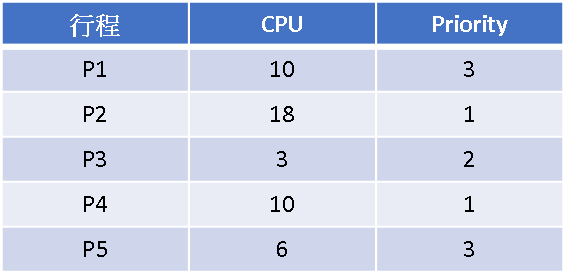 行程 CPU Priority
P1 10 3
P2 18 1
P3 3 2
P4 10 1
P5 6 3